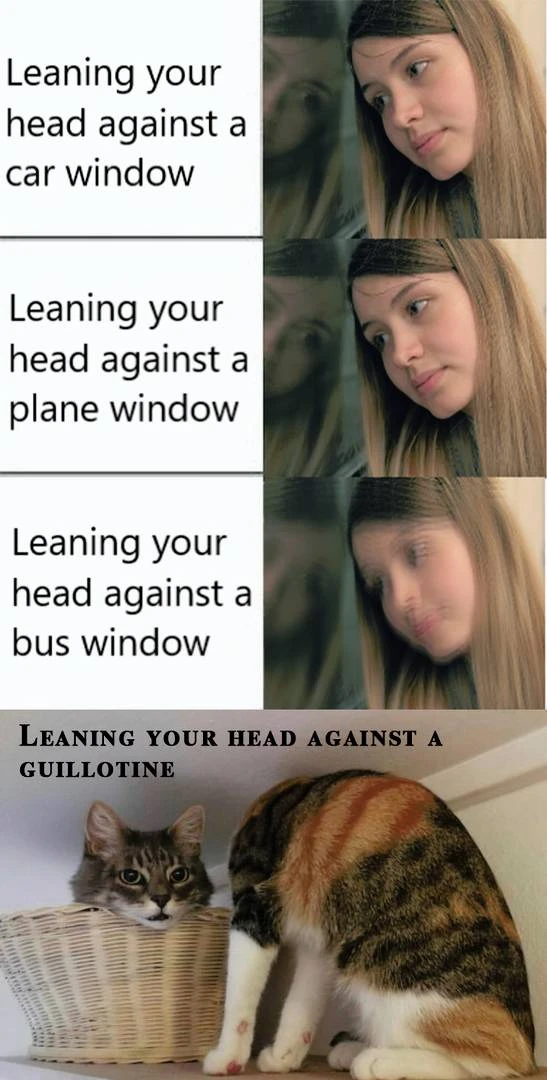 Leaning your
head against a
car window
Leaning your
head against a
plane window
Leaning your
head against a
bus window
LEANING YOUR HEAD AGAINST A
GUILLOTINE